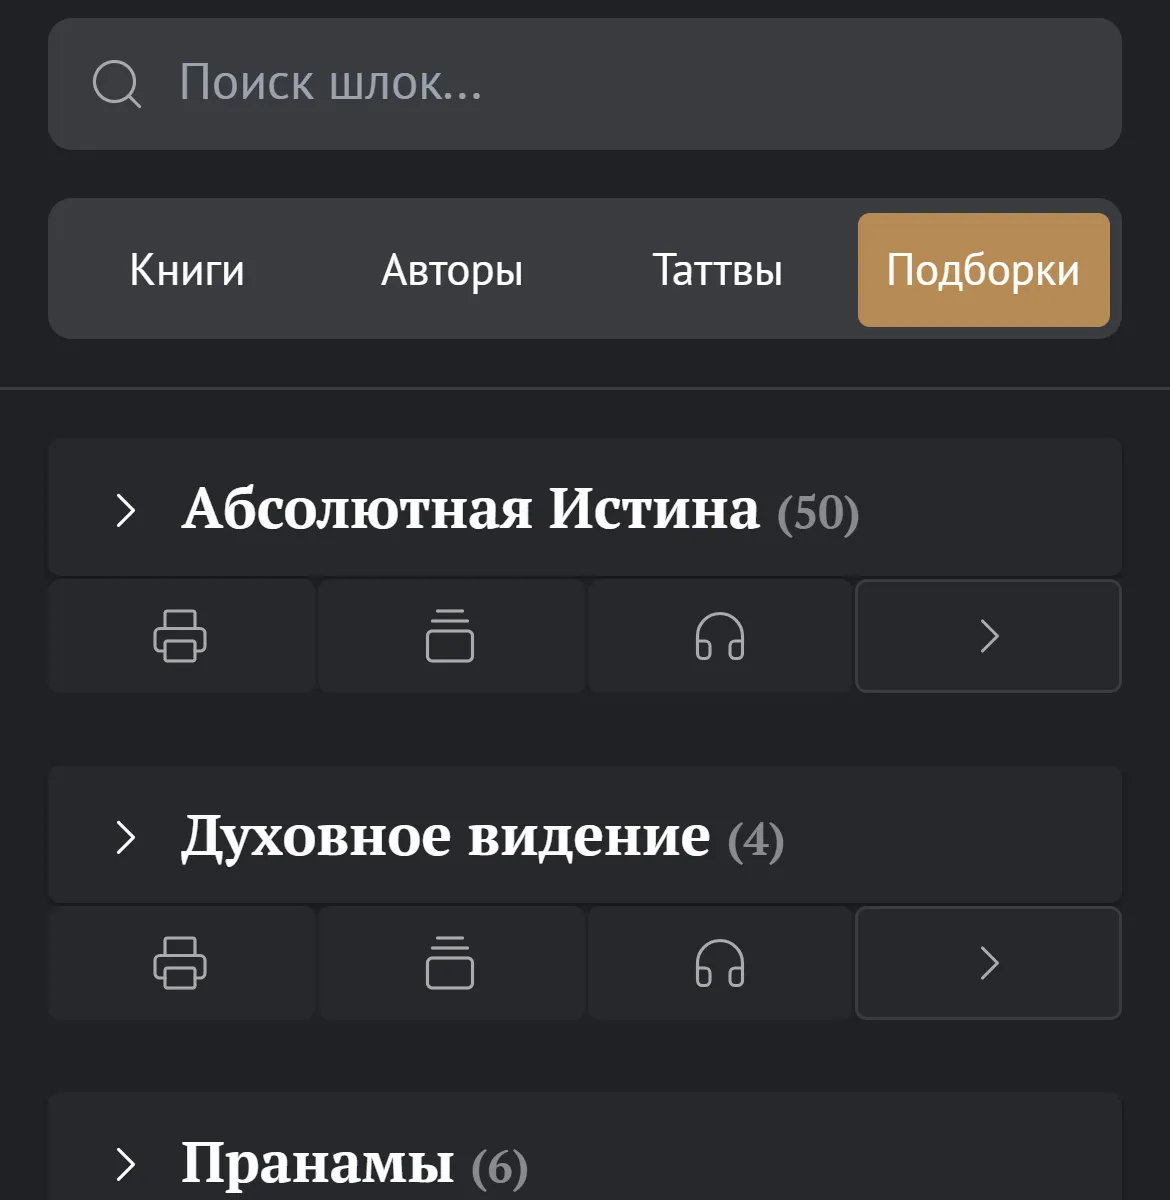 Поиск шлок...
Книги Авторы Таттвы Подборки
Абсолютная Истина (50)
Духовное видение (4)
Пранамы (6)